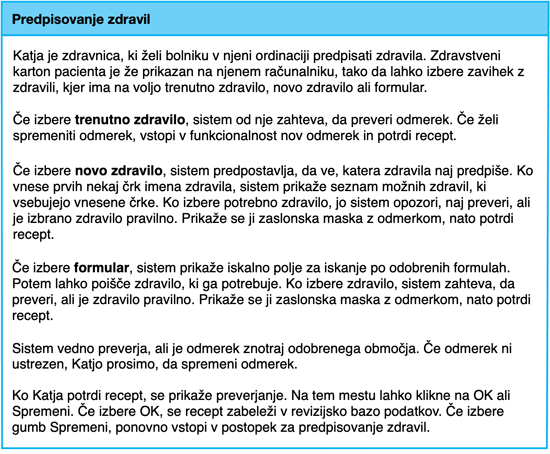 Predpisovanje zdravil
Katja je zdravnica, ki želi bolniku v njeni ordinaciji predpisati zdravila. Zdravstveni
karton pacienta je že prikazan na njenem računalniku, tako da lahko izbere zavihek z
zdravili, kjer ima na voljo trenutno zdravilo, novo zdravilo ali formular.
Če izbere trenutno zdravilo, sistem od nje zahteva, da preveri odmerek. Če želi
spremeniti odmerek, vstopi v funkcionalnost nov odmerek in potrdi recept.
Če izbere novo zdravilo, sistem predpostavlja, da ve, katera zdravila naj predpiše. Ko
vnese prvih nekaj črk imena zdravila, sistem prikaže seznam možnih zdravil, ki
vsebujejo vnesene črke. Ko izbere potrebno zdravilo, jo sistem opozori, naj preveri, ali
je izbrano zdravilo pravilno. Prikaže se ji zaslonska maska z odmerkom, nato potrdi
recept.
Če izbere formular, sistem prikaže iskalno polje za iskanje po odobrenih formulah.
Potem lahko poišče zdravilo, ki ga potrebuje. Ko izbere zdravilo, sistem zahteva, da
preveri, ali je zdravilo pravilno. Prikaže se ji zaslonska maska z odmerkom, nato potrdi
recept.
Sistem vedno preverja, ali je odmerek znotraj odobrenega območja. Če odmerek ni
ustrezen, Katjo prosimo, da spremeni odmerek.
Ko Katja potrdi recept, se prikaže preverjanje. Na tem mestu lahko klikne na OK ali
Spremeni. Če izbere OK, se recept zabeleži v revizijsko bazo podatkov. Če izbere
gumb Spremeni, ponovno vstopi v postopek za predpisovanje zdravil.